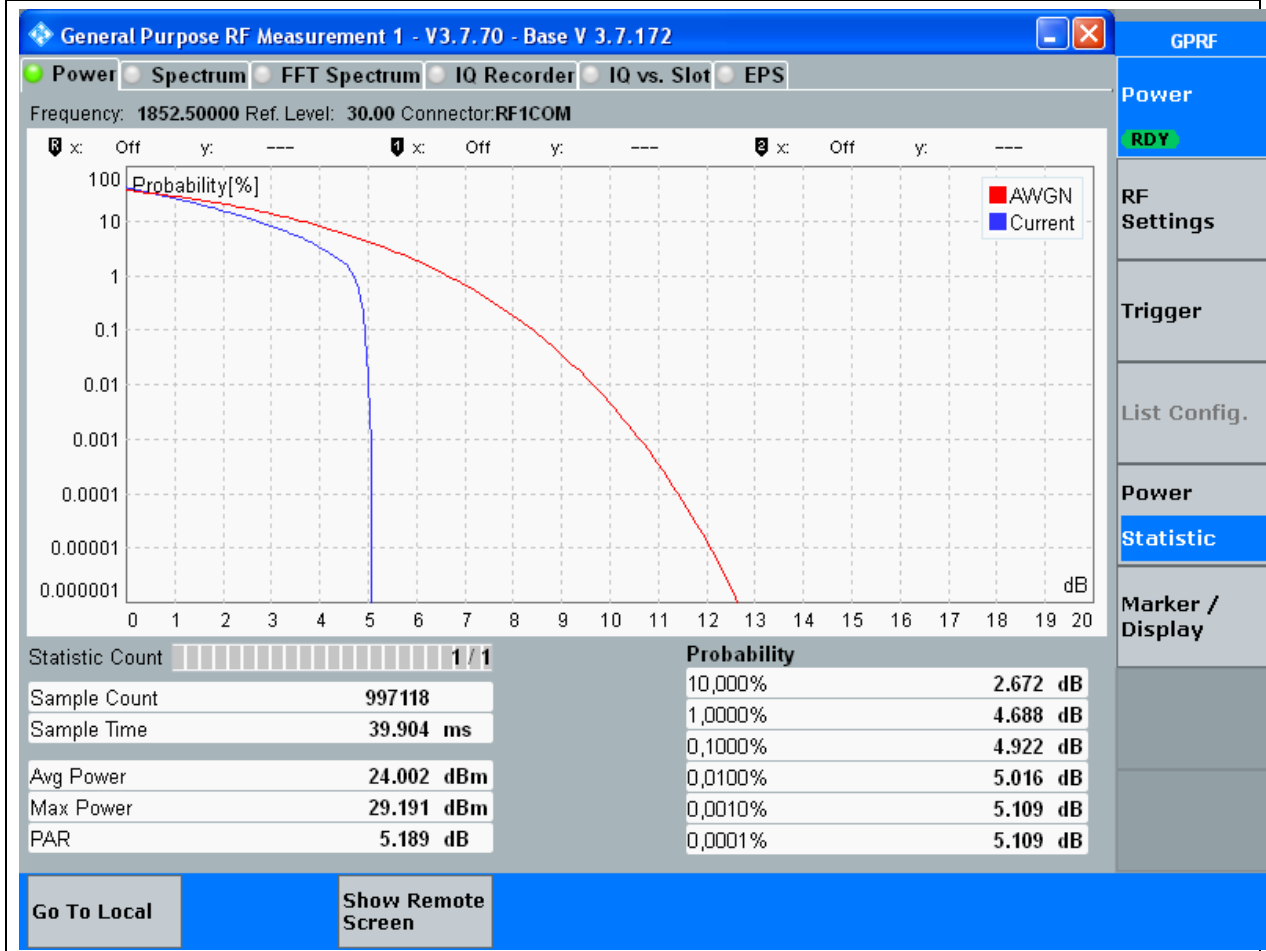 General Purpose RF Measurement 1 - V3.7.70 - Base V 3.7.172
Power Spectrum FFT Spectrum IQ Recorder IQ vs. Slot EPS
Frequency: 1852.50000 Ref. Level: 30.00 Connector:RF1COM
R x: Off y: --- 1 x: Off y: --- 2 x: Off y: ---
Probability[%]
100
10
1
0.1
0.01
0.001
0.0001
0.00001
0.000001
AWGN
Current
dB
0 1 2 3 4 5 6 7 8 9 10 11 12 13 14 15 16 17 18 19 20
Statistic Count 1 / 1
Sample Count 997118
Sample Time 39.904 ms
Avg Power 24.002 dBm
Max Power 29.191 dBm
PAR 5.189 dB
Probability
10,000% 2.672 dB
1,0000% 4.688 dB
0,1000% 4.922 dB
0,0100% 5.016 dB
0,0010% 5.109 dB
0,0001% 5.109 dB
Go To Local
Show Remote
Screen
GPRF
Power
RDY
RF
Settings
Trigger
List Config.
Power
Statistic
Marker /
Display